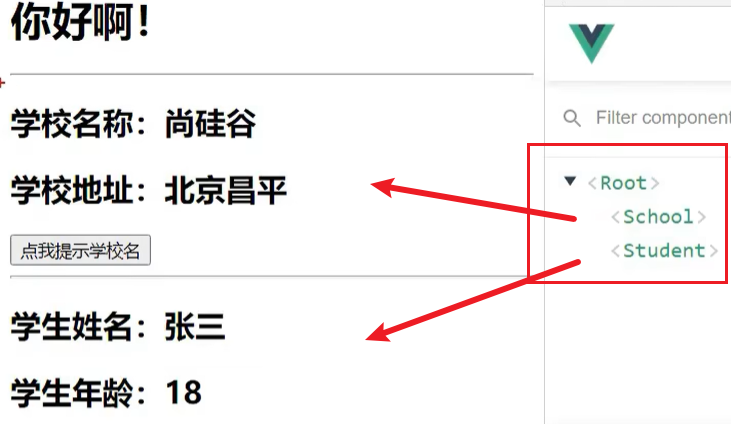 你好啊！
学校名称：尚硅谷
学校地址：北京昌平
点我提示学校名
学生姓名：张三
学生年龄：18
Filter component
<Root>
<School>
<Student>